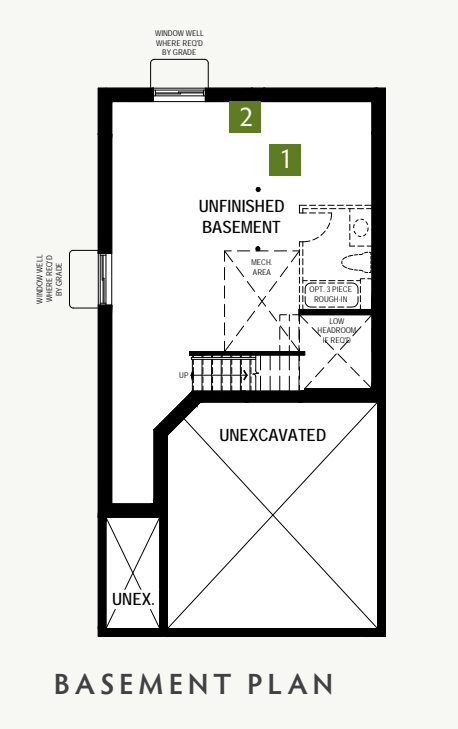 WINDOW WELL
WHERE REQ'D
BY GRADE
2
1
UNFINISHED
BASEMENT
WINDOW WELL
WHERE REQ'D
BY GRADE
MECH.
AREA
OPT. 3 PIECE
ROUGH-IN
LOW
HEADROOM
IF REQ'D
UP
UNEXCAVATED
UNEX.
BASEMENT PLAN